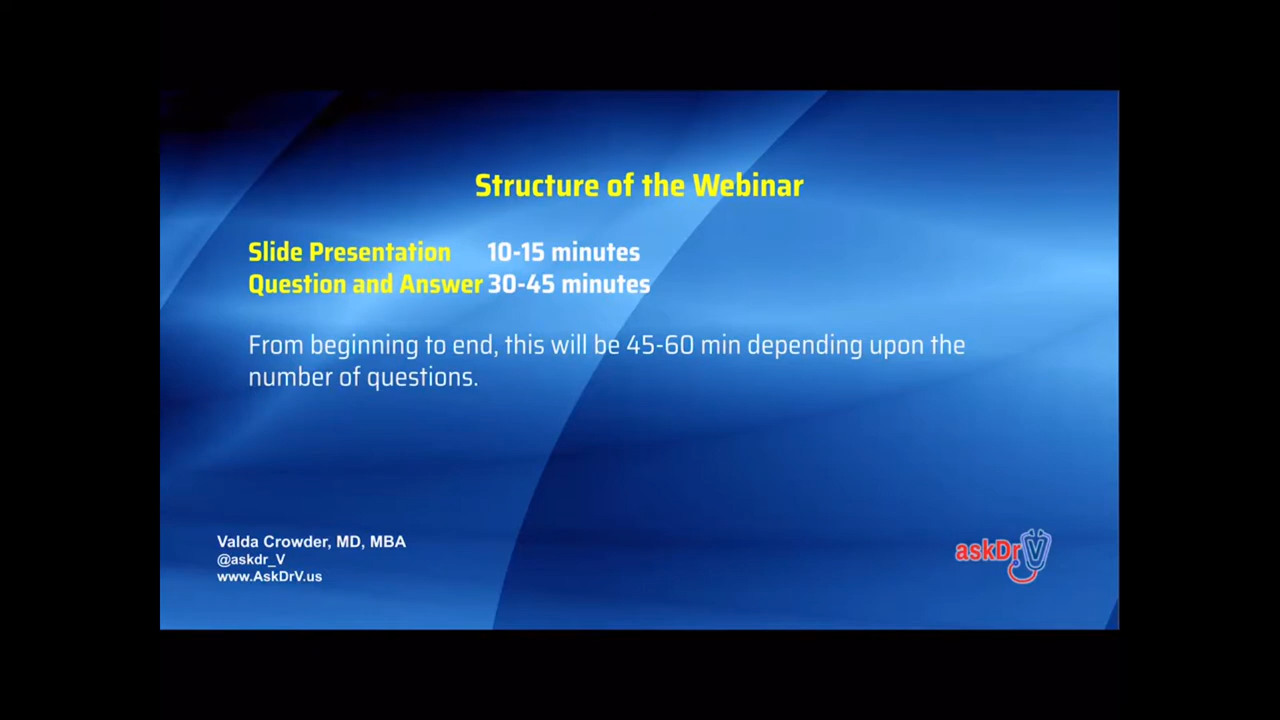 Structure of the Webinar
Slide Presentation 10-15 minutes
Question and Answer 30-45 minutes
From beginning to end, this will be 45-60 min depending upon the
number of questions.
Valda Crowder, MD, MBA
@askdr_V
www.AskDrV.us
askDrV